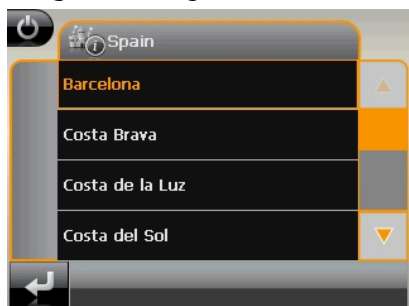 Spain
Barcelona
Costa Brava
Costa de la Luz
Costa del Sol